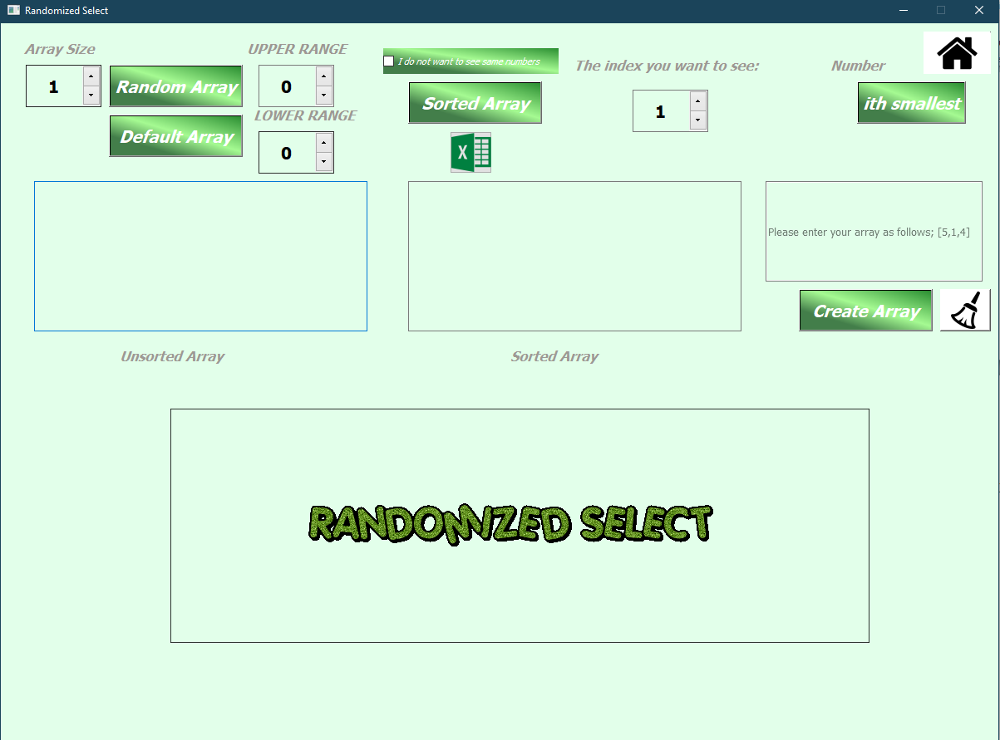 Randomized Select
Array Size
UPPER RANGE
I do not want to see same numbers
The index you want to see:
Number
1
Random Array
0
Sorted Array
1
ith smallest
LOWER RANGE
Default Array
0
X
Please enter your array as follows; [5,1,4]
Create Array
Unsorted Array
Sorted Array
RANDOMIZED SELECT